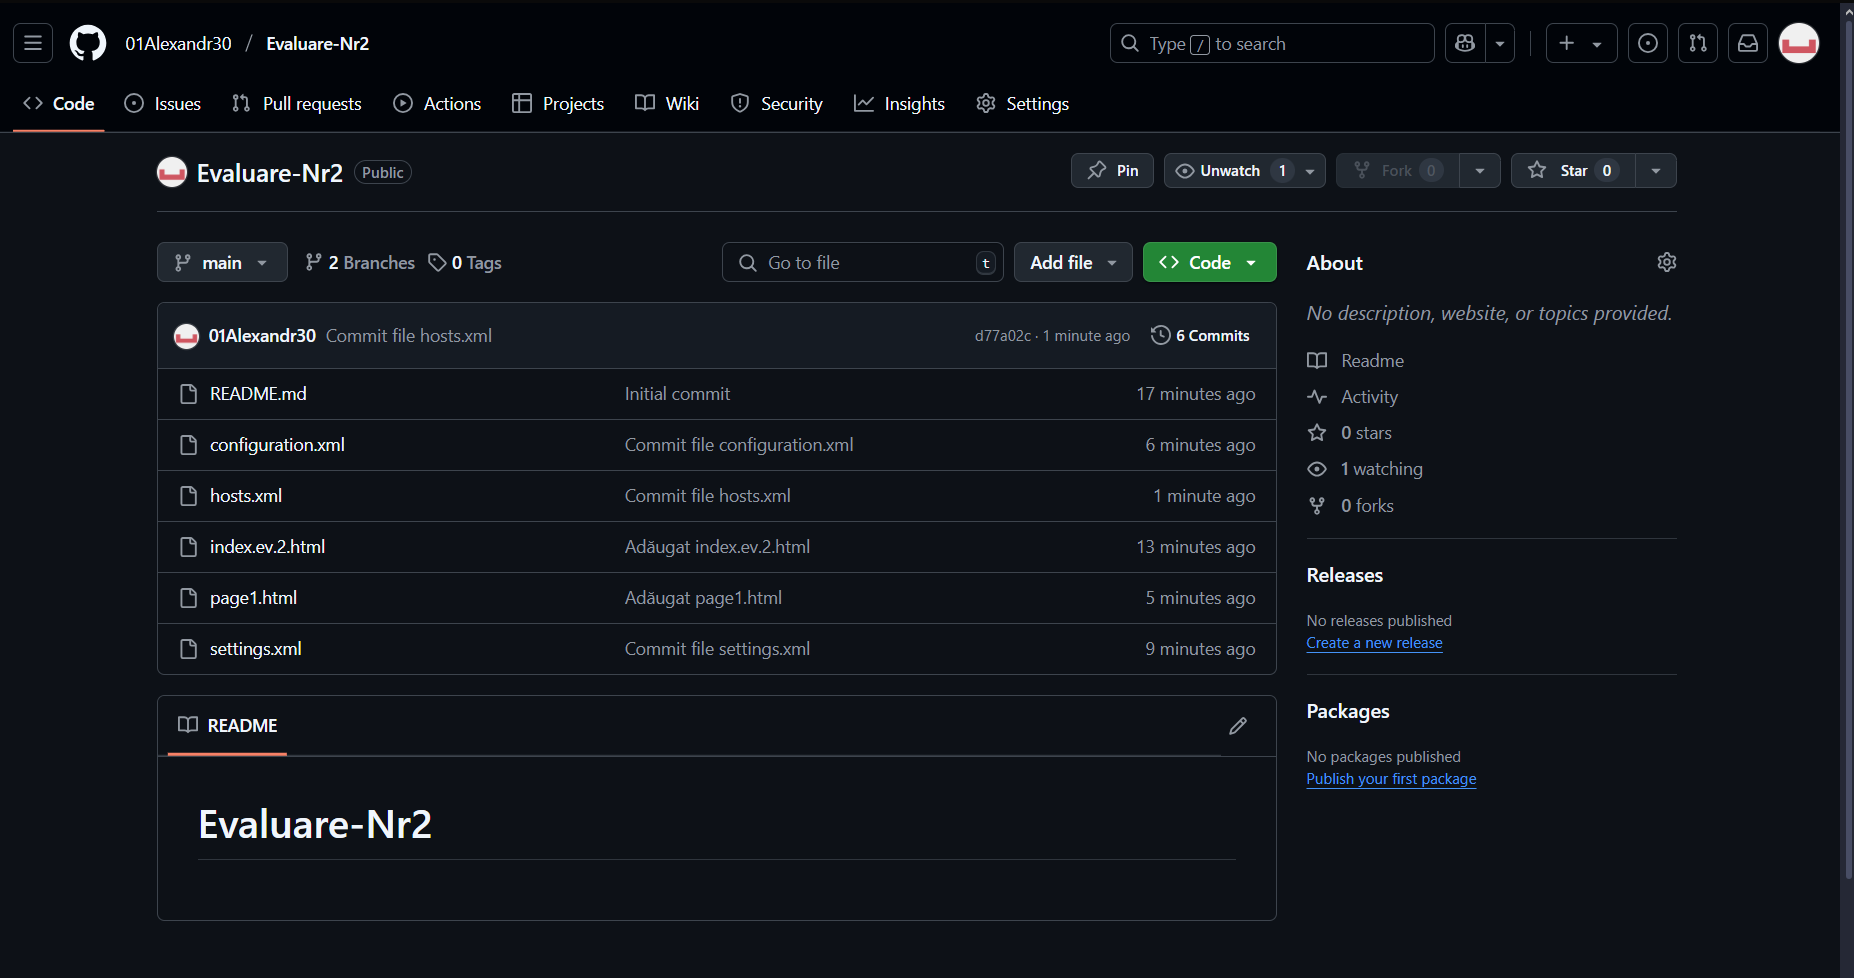 01Alexandr30 / Evaluare-Nr2
Type / to search
Code Issues Pull requests Actions Projects Wiki Security Insights Settings
Evaluare-Nr2 Public
Pin Unwatch 1 Fork 0 Star 0
main 2 Branches 0 Tags
Go to file t Add file Code
01Alexandr30 Commit file hosts.xml d77a02c · 1 minute ago 6 Commits
README.md Initial commit 17 minutes ago
configuration.xml Commit file configuration.xml 6 minutes ago
hosts.xml Commit file hosts.xml 1 minute ago
index.ev.2.html Adăugat index.ev.2.html 13 minutes ago
page1.html Adăugat page1.html 5 minutes ago
settings.xml Commit file settings.xml 9 minutes ago
README
Evaluare-Nr2
About
No description, website, or topics provided.
Readme
Activity
0 stars
1 watching
0 forks
Releases
No releases published
Create a new release
Packages
No packages published
Publish your first package